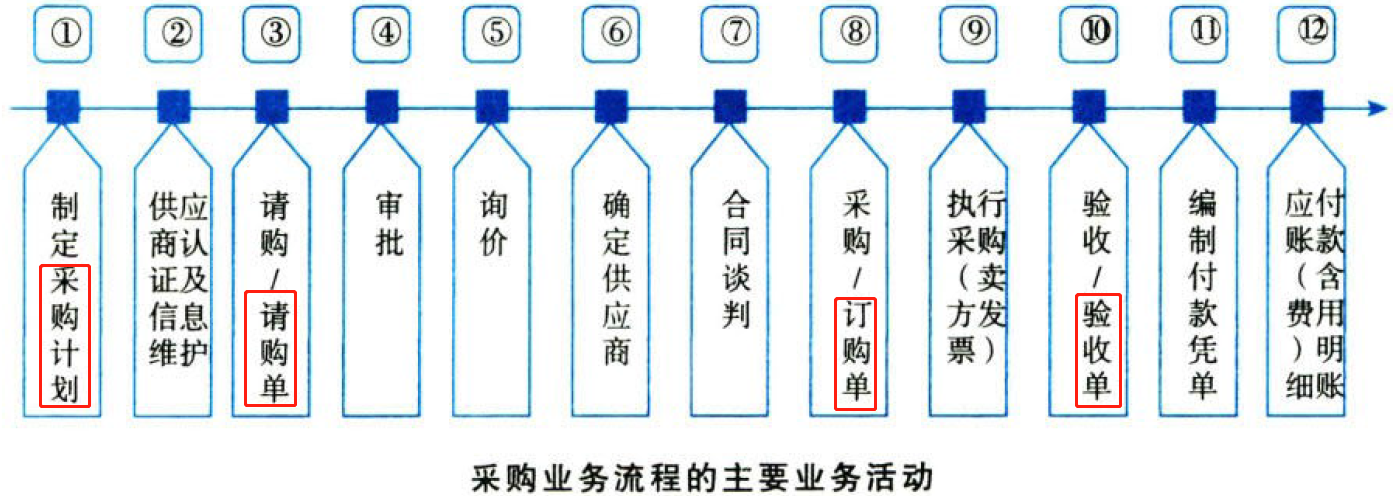 ① ② ③ ④ ⑤ ⑥ ⑦ ⑧ ⑨ ⑩ ⑪ ⑫
制定采购计划
供应商认证及信息维护
请购/请购单
审批
询价
确定供应商
合同谈判
采购/订购单
执行采购(卖方发票)
验收/验收单
编制付款凭单
应付账款(含费用)明细账
采购业务流程的主要业务活动